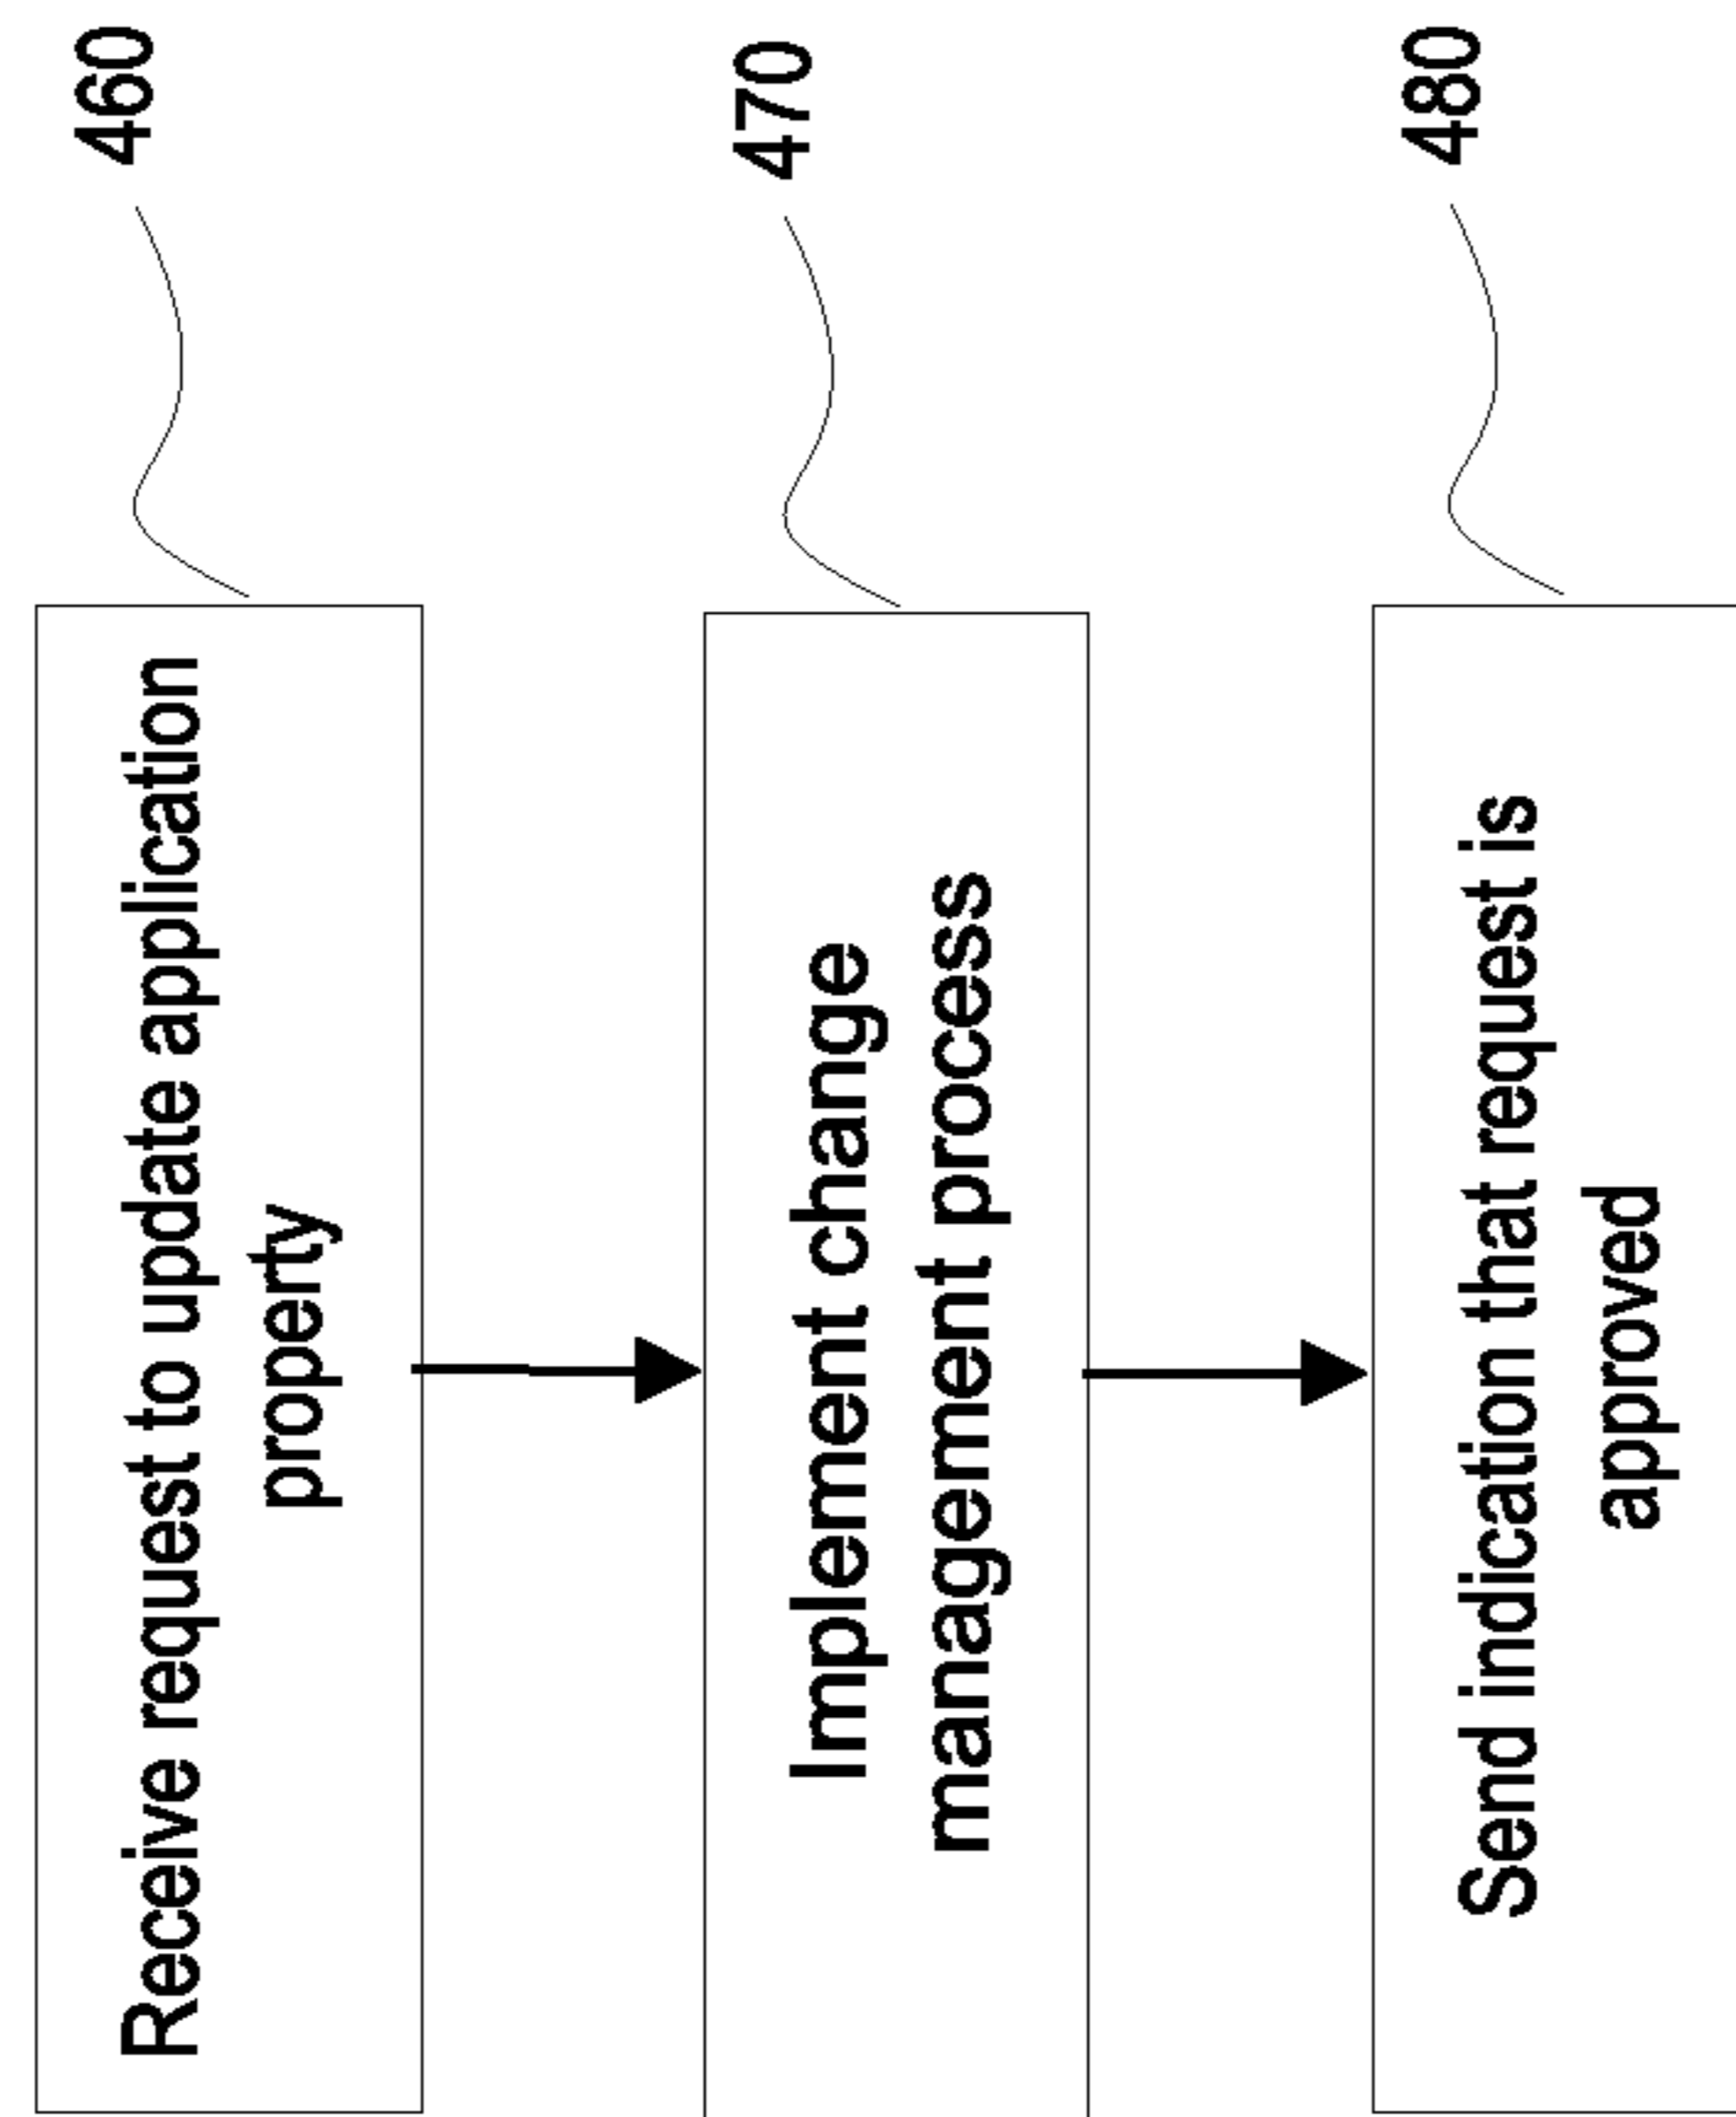 Receive request to update application
property
460
Implement change
management process
470
Send indication that request is
approved
480